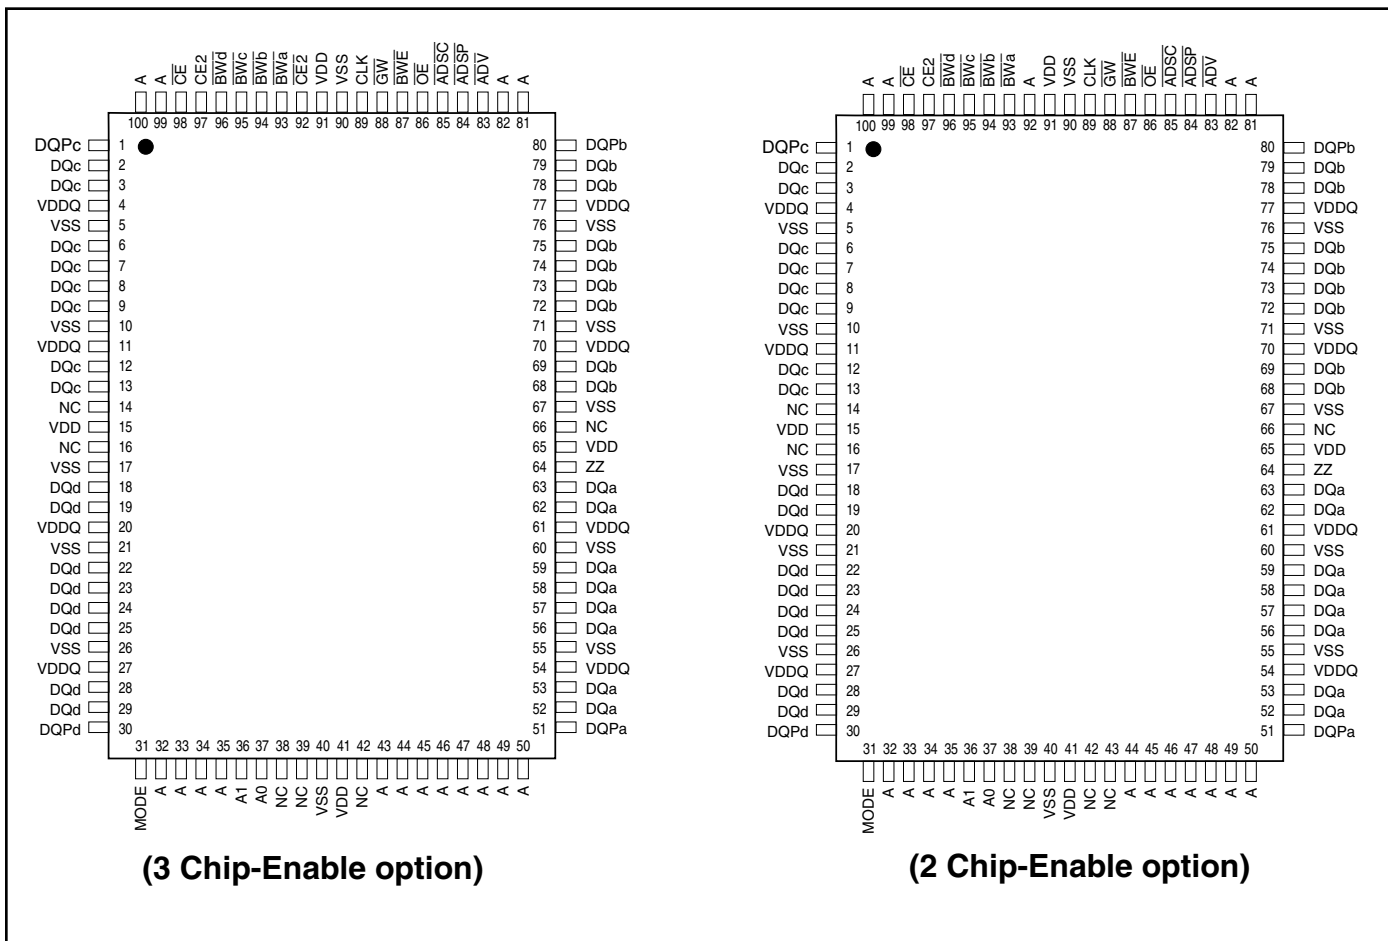 A A CE CE2 BWd BWc BWb BWa CE2 VDD VSS CLK GW BWE OE ADSC ADSP ADV A A
100 99 98 97 96 95 94 93 92 91 90 89 88 87 86 85 84 83 82 81
DQPc 1 80 DQPb
DQc 2 79 DQb
DQc 3 78 DQb
VDDQ 4 77 VDDQ
VSS 5 76 VSS
DQc 6 75 DQb
DQc 7 74 DQb
DQc 8 73 DQb
DQc 9 72 DQb
VSS 10 71 VSS
VDDQ 11 70 VDDQ
DQc 12 69 DQb
DQc 13 68 DQb
NC 14 67 VSS
VDD 15 66 NC
NC 16 65 VDD
VSS 17 64 ZZ
DQd 18 63 DQa
DQd 19 62 DQa
VDDQ 20 61 VDDQ
VSS 21 60 VSS
DQd 22 59 DQa
DQd 23 58 DQa
DQd 24 57 DQa
DQd 25 56 DQa
VSS 26 55 VSS
VDDQ 27 54 VDDQ
DQd 28 53 DQa
DQd 29 52 DQa
DQPd 30 51 DQPa
31 32 33 34 35 36 37 38 39 40 41 42 43 44 45 46 47 48 49 50
MODE A A A A A1 A0 NC NC VSS VDD NC A A A A A A A A
(3 Chip-Enable option)
A A CE CE2 BWd BWc BWb BWa A VDD VSS CLK GW BWE OE ADSC ADSP ADV A A
100 99 98 97 96 95 94 93 92 91 90 89 88 87 86 85 84 83 82 81
DQPc 1 80 DQPb
DQc 2 79 DQb
DQc 3 78 DQb
VDDQ 4 77 VDDQ
VSS 5 76 VSS
DQc 6 75 DQb
DQc 7 74 DQb
DQc 8 73 DQb
DQc 9 72 DQb
VSS 10 71 VSS
VDDQ 11 70 VDDQ
DQc 12 69 DQb
DQc 13 68 DQb
NC 14 67 VSS
VDD 15 66 NC
NC 16 65 VDD
VSS 17 64 ZZ
DQd 18 63 DQa
DQd 19 62 DQa
VDDQ 20 61 VDDQ
VSS 21 60 VSS
DQd 22 59 DQa
DQd 23 58 DQa
DQd 24 57 DQa
DQd 25 56 DQa
VSS 26 55 VSS
VDDQ 27 54 VDDQ
DQd 28 53 DQa
DQd 29 52 DQa
DQPd 30 51 DQPa
31 32 33 34 35 36 37 38 39 40 41 42 43 44 45 46 47 48 49 50
MODE A A A A A1 A0 NC NC VSS VDD NC NC A A A A A A A
(2 Chip-Enable option)